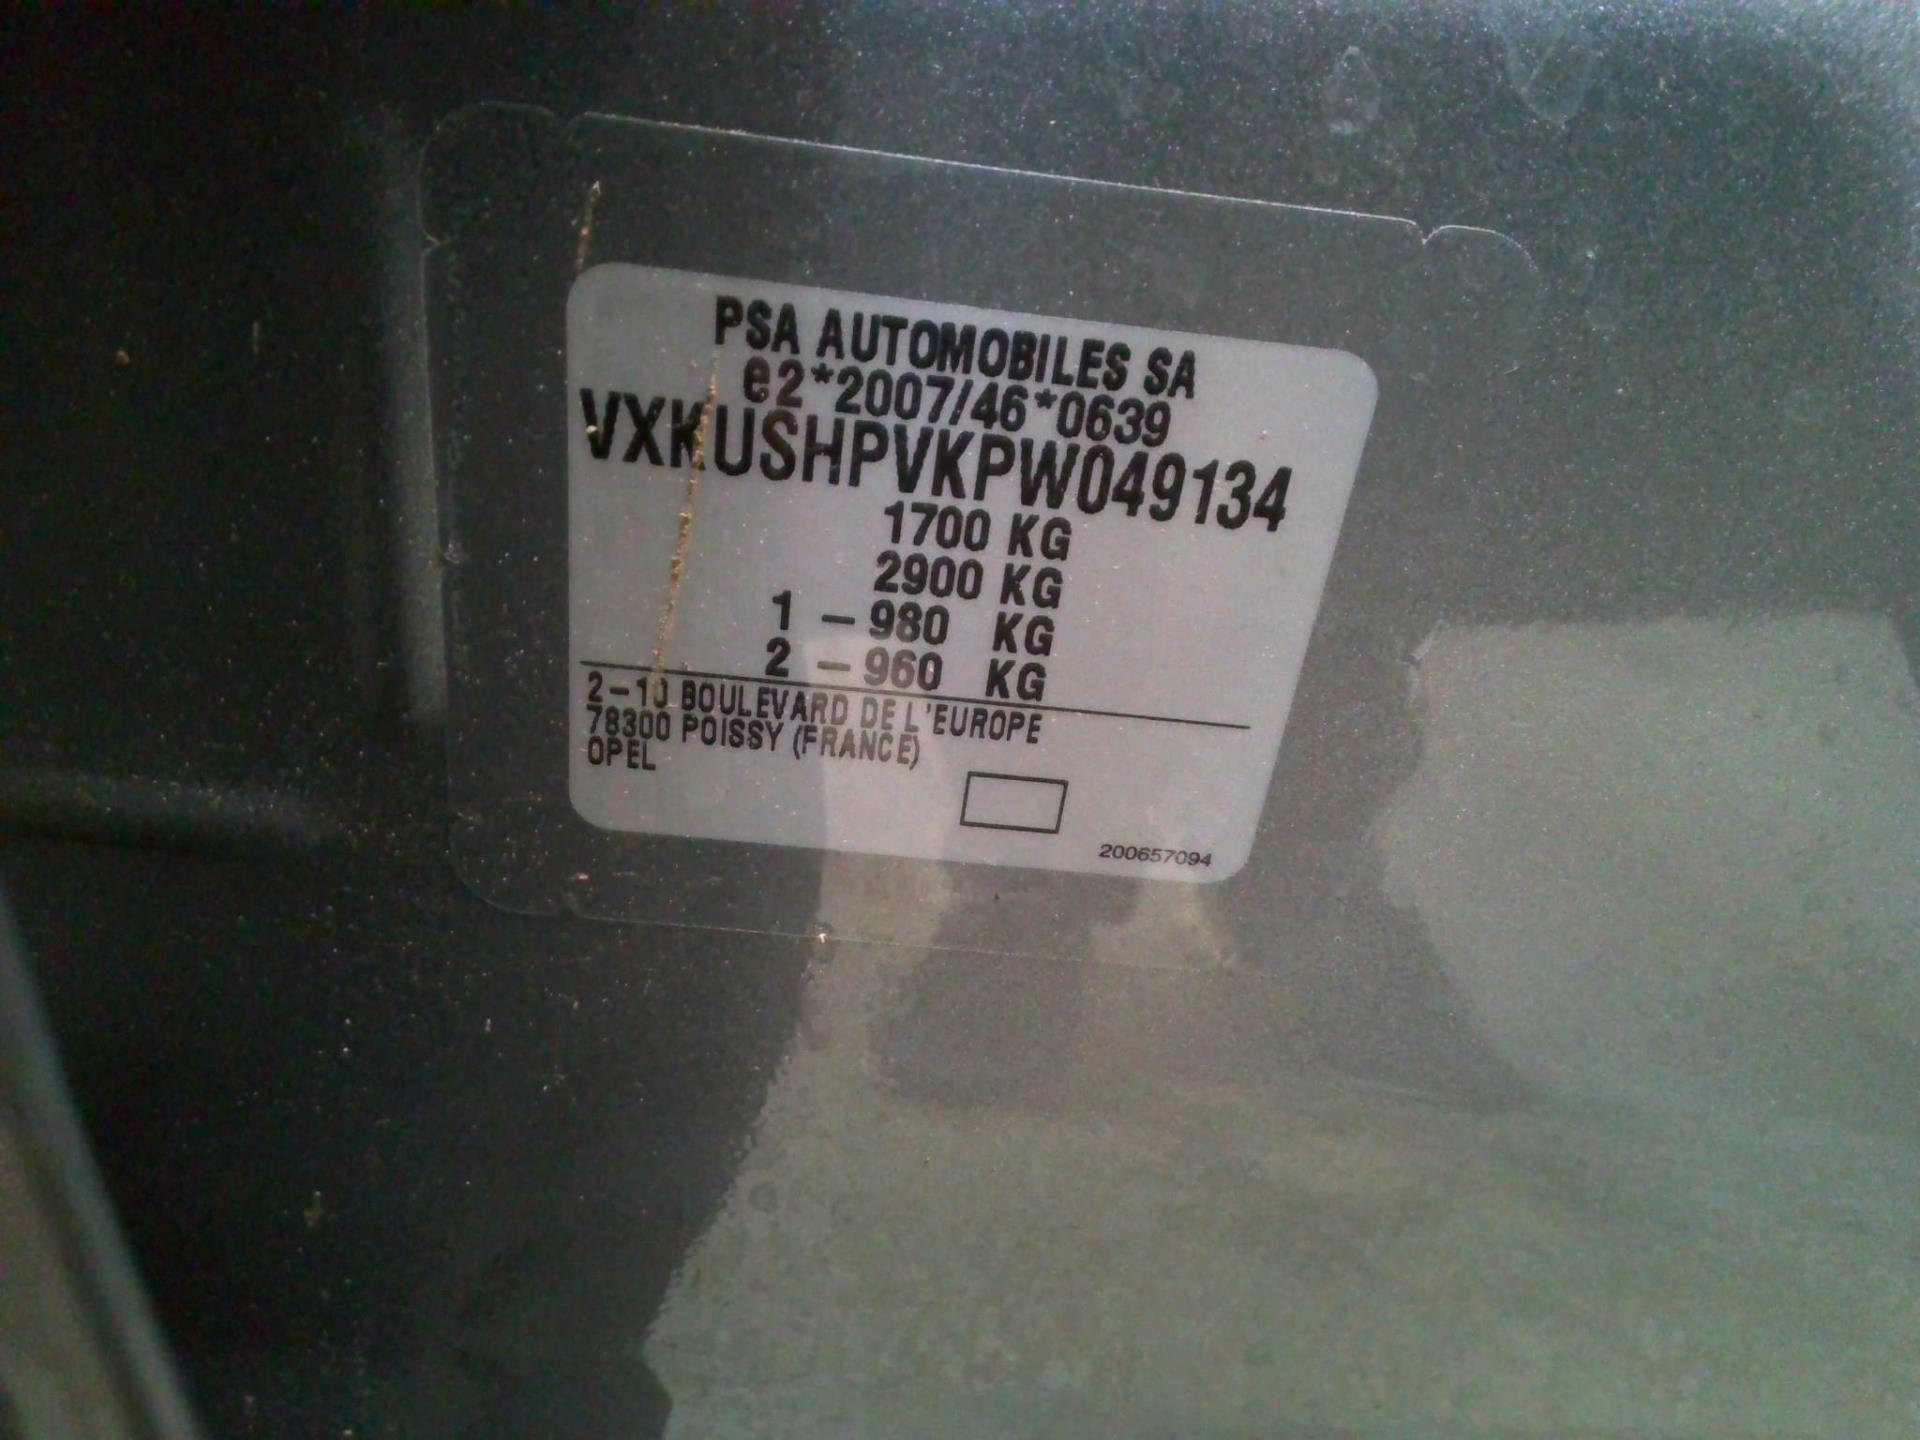 PSA AUTOMOBILES SA
e2*2007/46*0639
VXKUSHPVKPW049134
1700 KG
2900 KG
1 - 980 KG
2 - 960 KG
2-10 BOULEVARD DE L'EUROPE
78300 POISSY (FRANCE)
OPEL
200657094